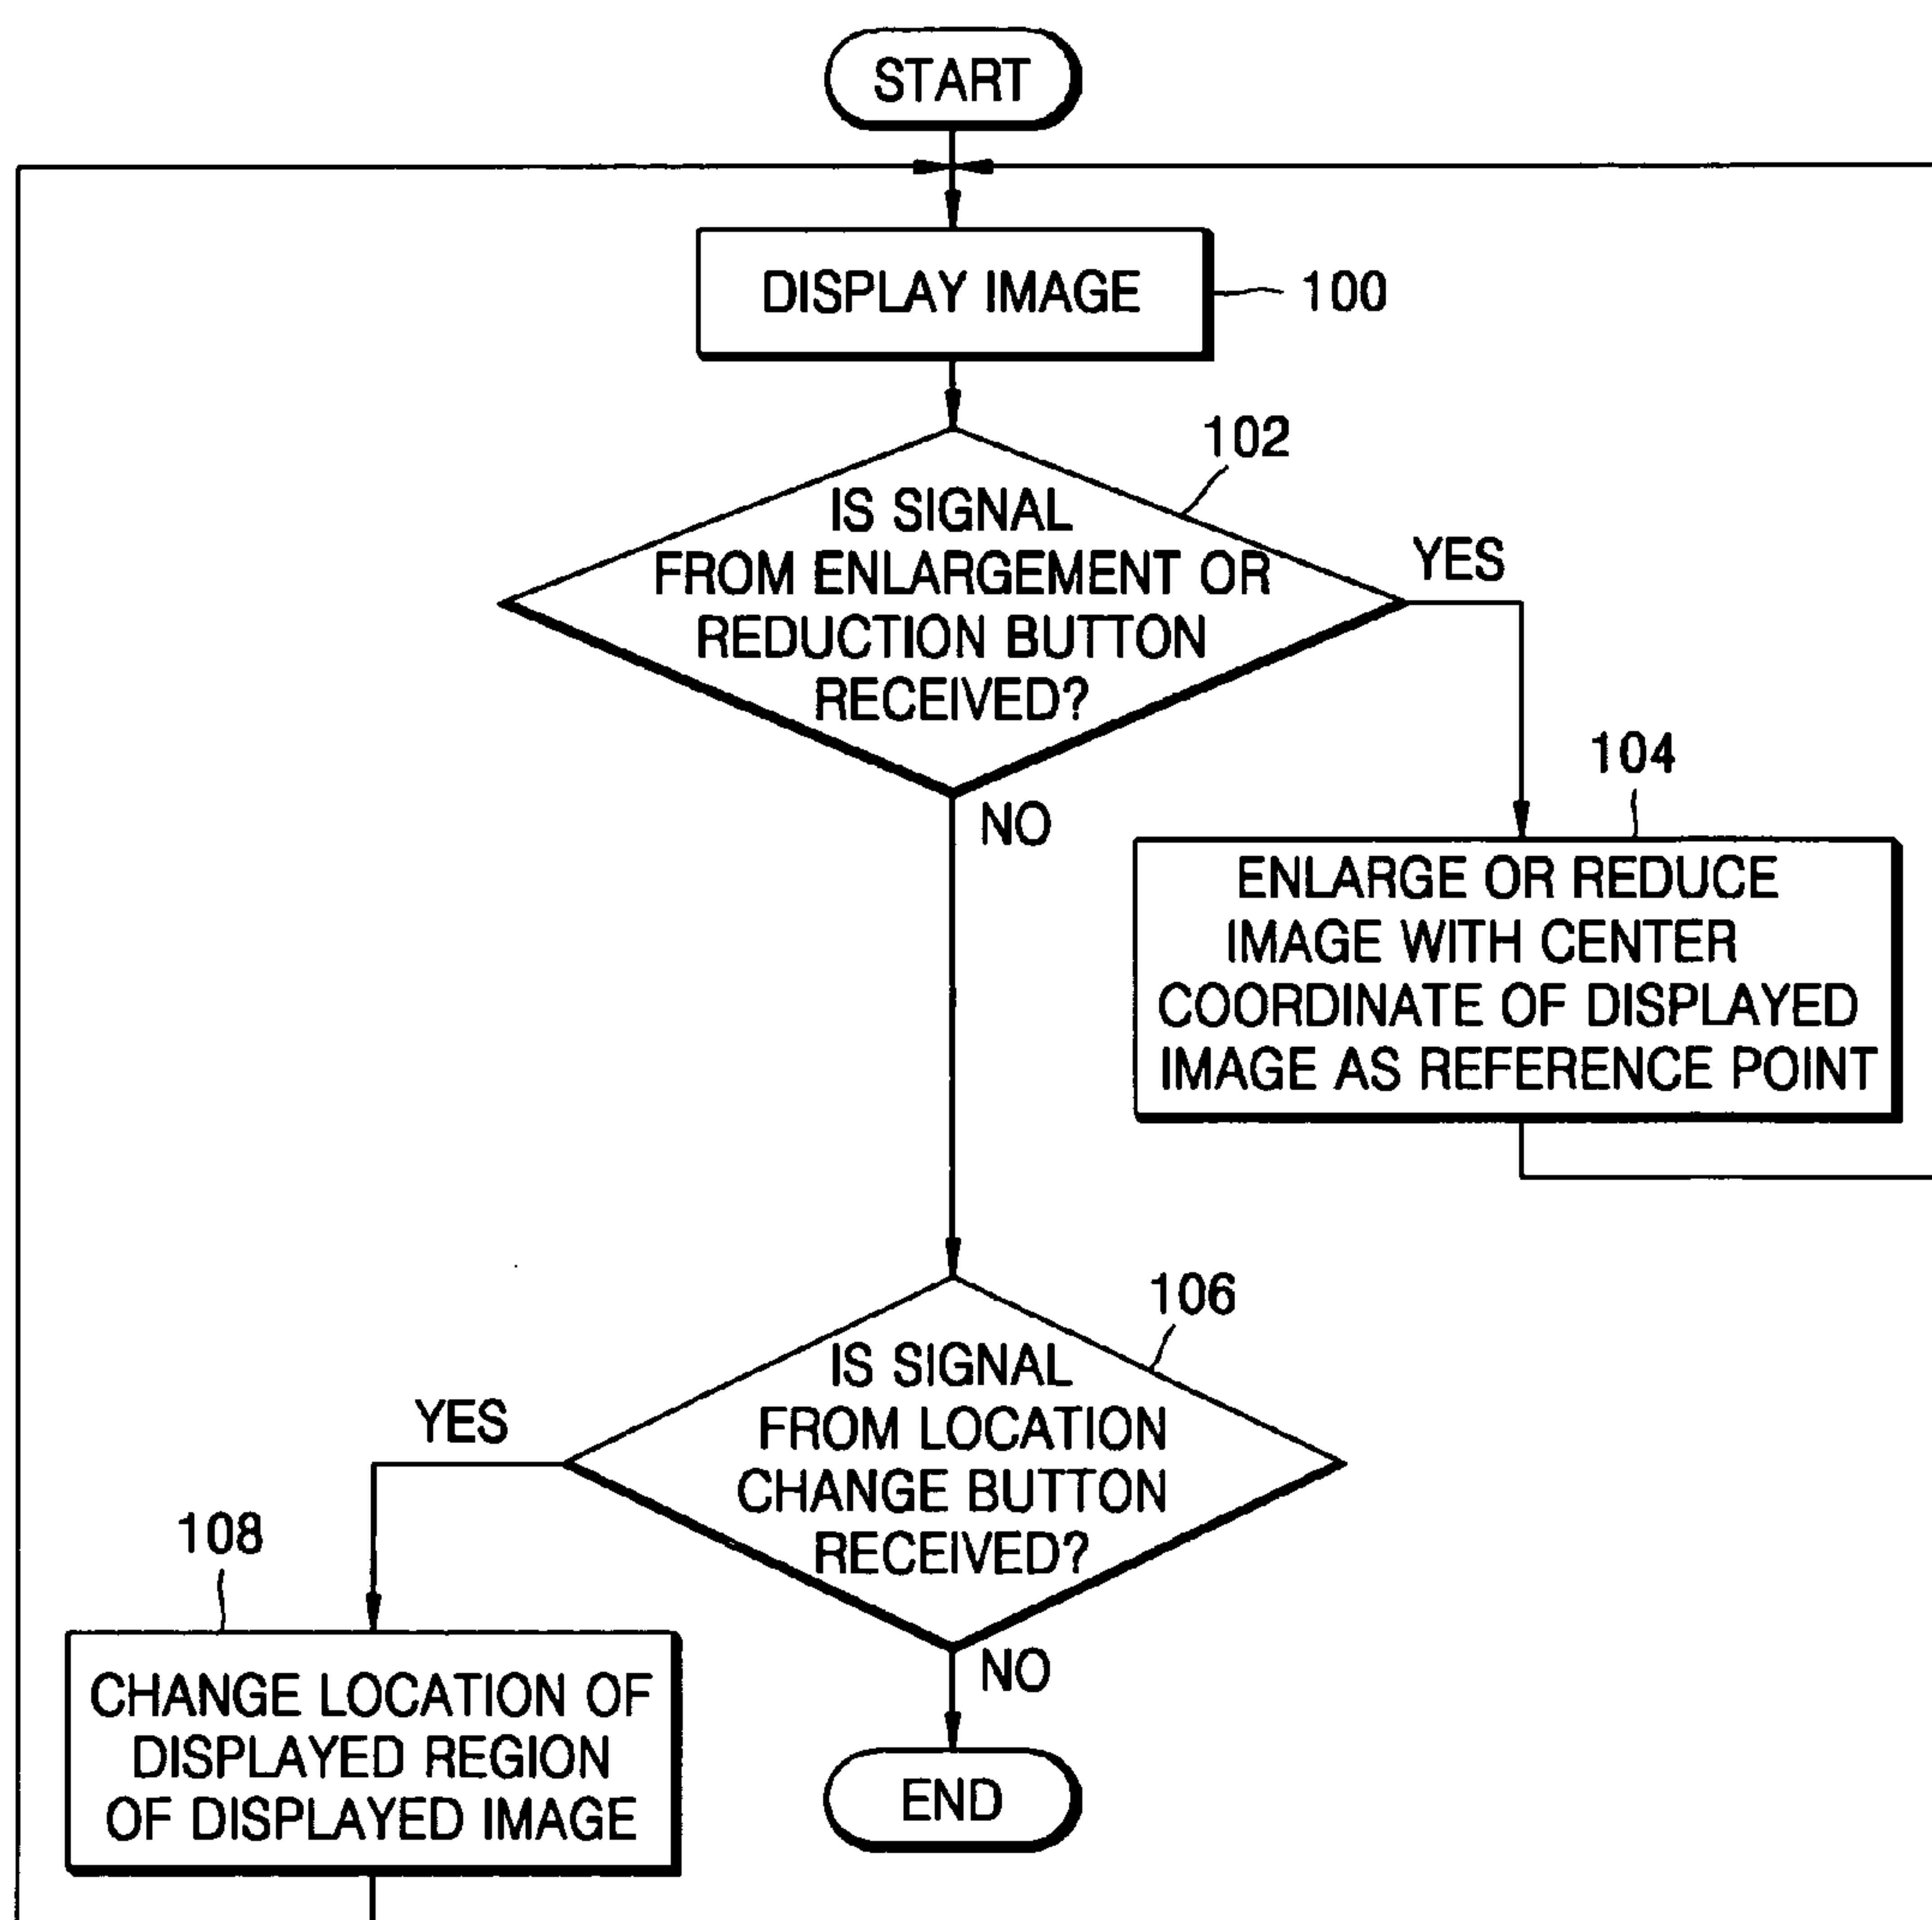 START
DISPLAY IMAGE
100
102
IS SIGNAL
FROM ENLARGEMENT OR
REDUCTION BUTTON
RECEIVED?
YES
NO
104
ENLARGE OR REDUCE
IMAGE WITH CENTER
COORDINATE OF DISPLAYED
IMAGE AS REFERENCE POINT
106
IS SIGNAL
FROM LOCATION
CHANGE BUTTON
RECEIVED?
YES
108
CHANGE LOCATION OF
DISPLAYED REGION
OF DISPLAYED IMAGE
NO
END